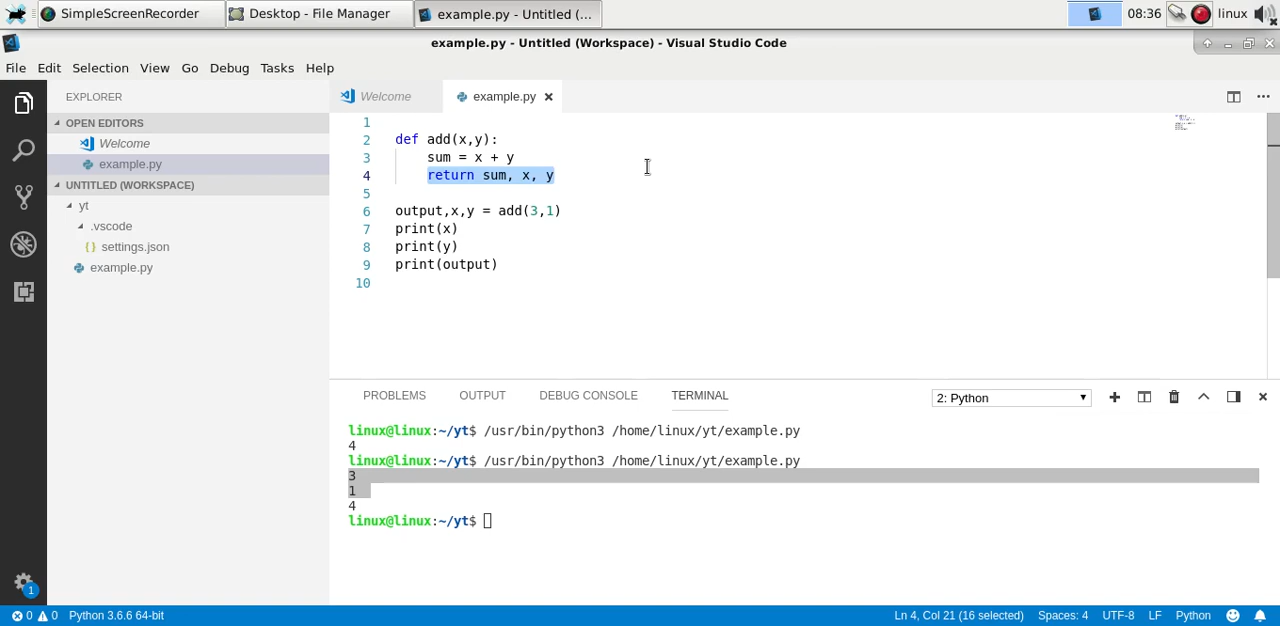 SimpleScreenRecorder
Desktop - File Manager
example.py - Untitled (...
08:36
linux
example.py - Untitled (Workspace) - Visual Studio Code
File Edit Selection View Go Debug Tasks Help
EXPLORER
OPEN EDITORS
Welcome
example.py
UNTITLED (WORKSPACE)
yt
.vscode
{} settings.json
example.py
1
Welcome
example.py
1
2 def add(x,y):
3 sum = x + y
4 return sum, x, y
5
6 output,x,y = add(3,1)
7 print(x)
8 print(y)
9 print(output)
10
PROBLEMS OUTPUT DEBUG CONSOLE TERMINAL
2: Python
linux@linux:~/yt$ /usr/bin/python3 /home/linux/yt/example.py
4
linux@linux:~/yt$ /usr/bin/python3 /home/linux/yt/example.py
3
1
4
linux@linux:~/yt$
0 0 Python 3.6.6 64-bit
Ln 4, Col 21 (16 selected) Spaces: 4 UTF-8 LF Python